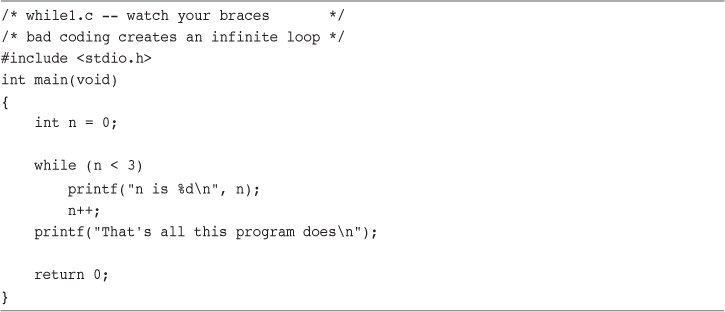 /* while1.c -- watch your braces       */
/* bad coding creates an infinite loop */
#include <stdio.h>
int main(void)
{
    int n = 0;

    while (n < 3)
        printf("n is %d\n", n);
        n++;
    printf("That's all this program does\n");

    return 0;
}